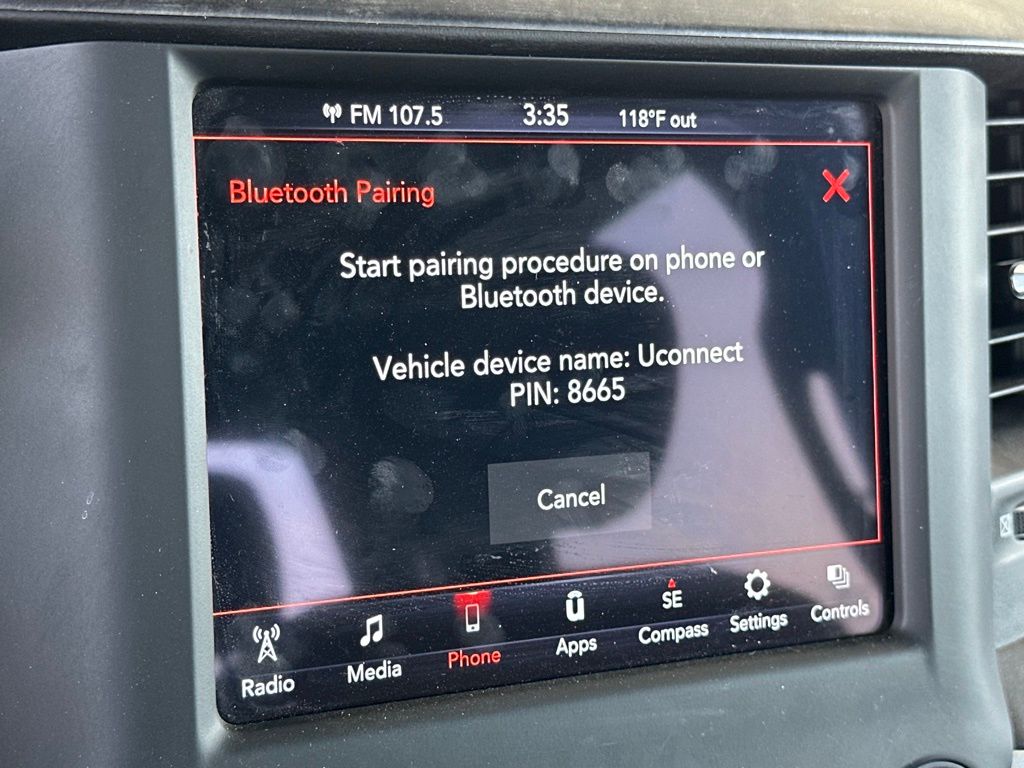 FM 107.5 3:35 118°F out
Bluetooth Pairing
Start pairing procedure on phone or
Bluetooth device.
Vehicle device name: Uconnect
PIN: 8665
Cancel
SE
Radio Media Phone Apps Compass Settings Controls